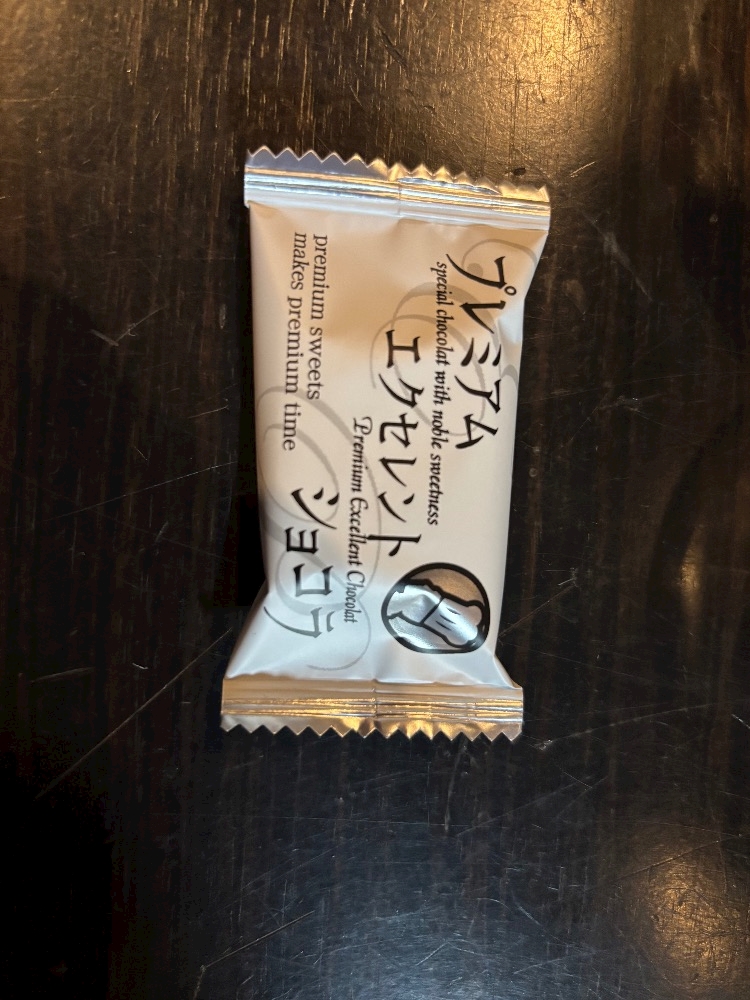 プレミアム
special chocolat with noble sweetness
エクセレント
Premium Excellent Chocolat
ショコラ
premium sweets
makes premium time